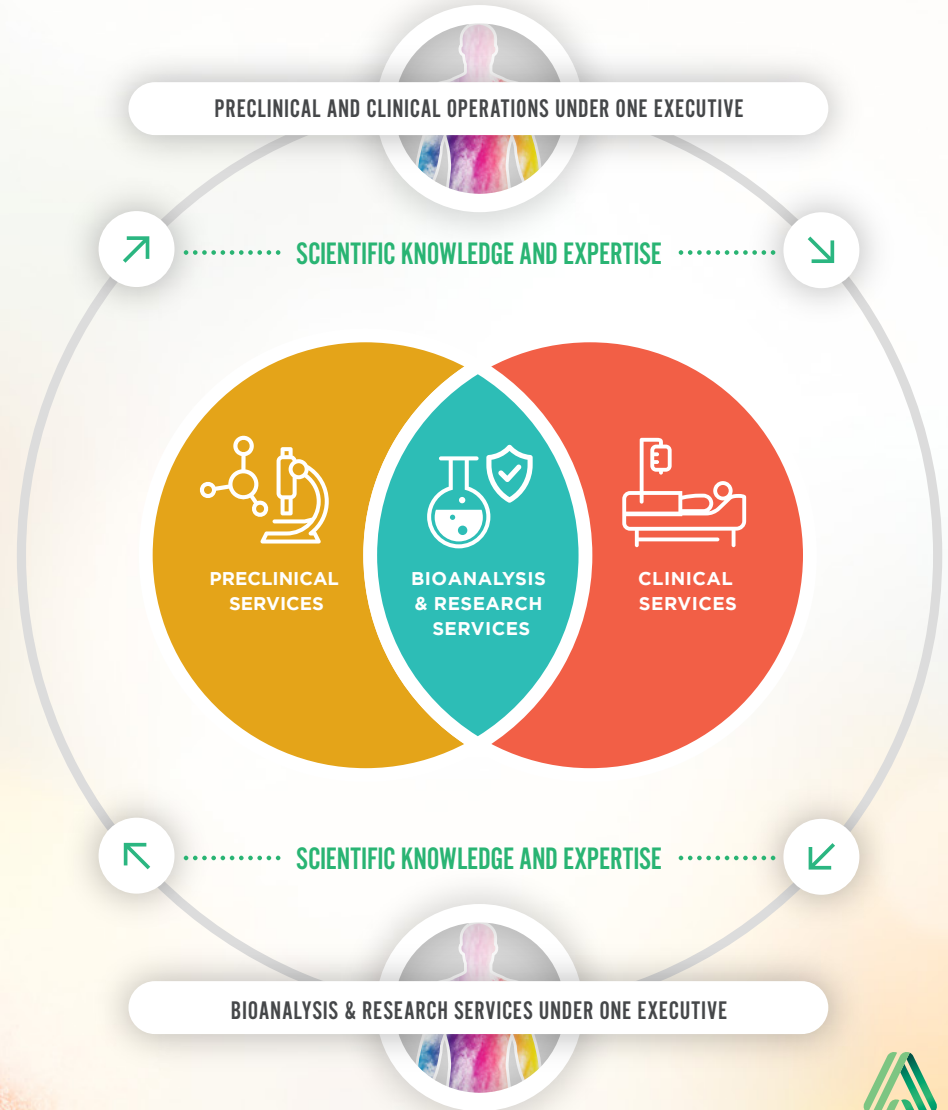 PRECLINICAL AND CLINICAL OPERATIONS UNDER ONE EXECUTIVE
SCIENTIFIC KNOWLEDGE AND EXPERTISE
PRECLINICAL
SERVICES
BIOANALYSIS
& RESEARCH
SERVICES
CLINICAL
SERVICES
SCIENTIFIC KNOWLEDGE AND EXPERTISE
BIOANALYSIS & RESEARCH SERVICES UNDER ONE EXECUTIVE